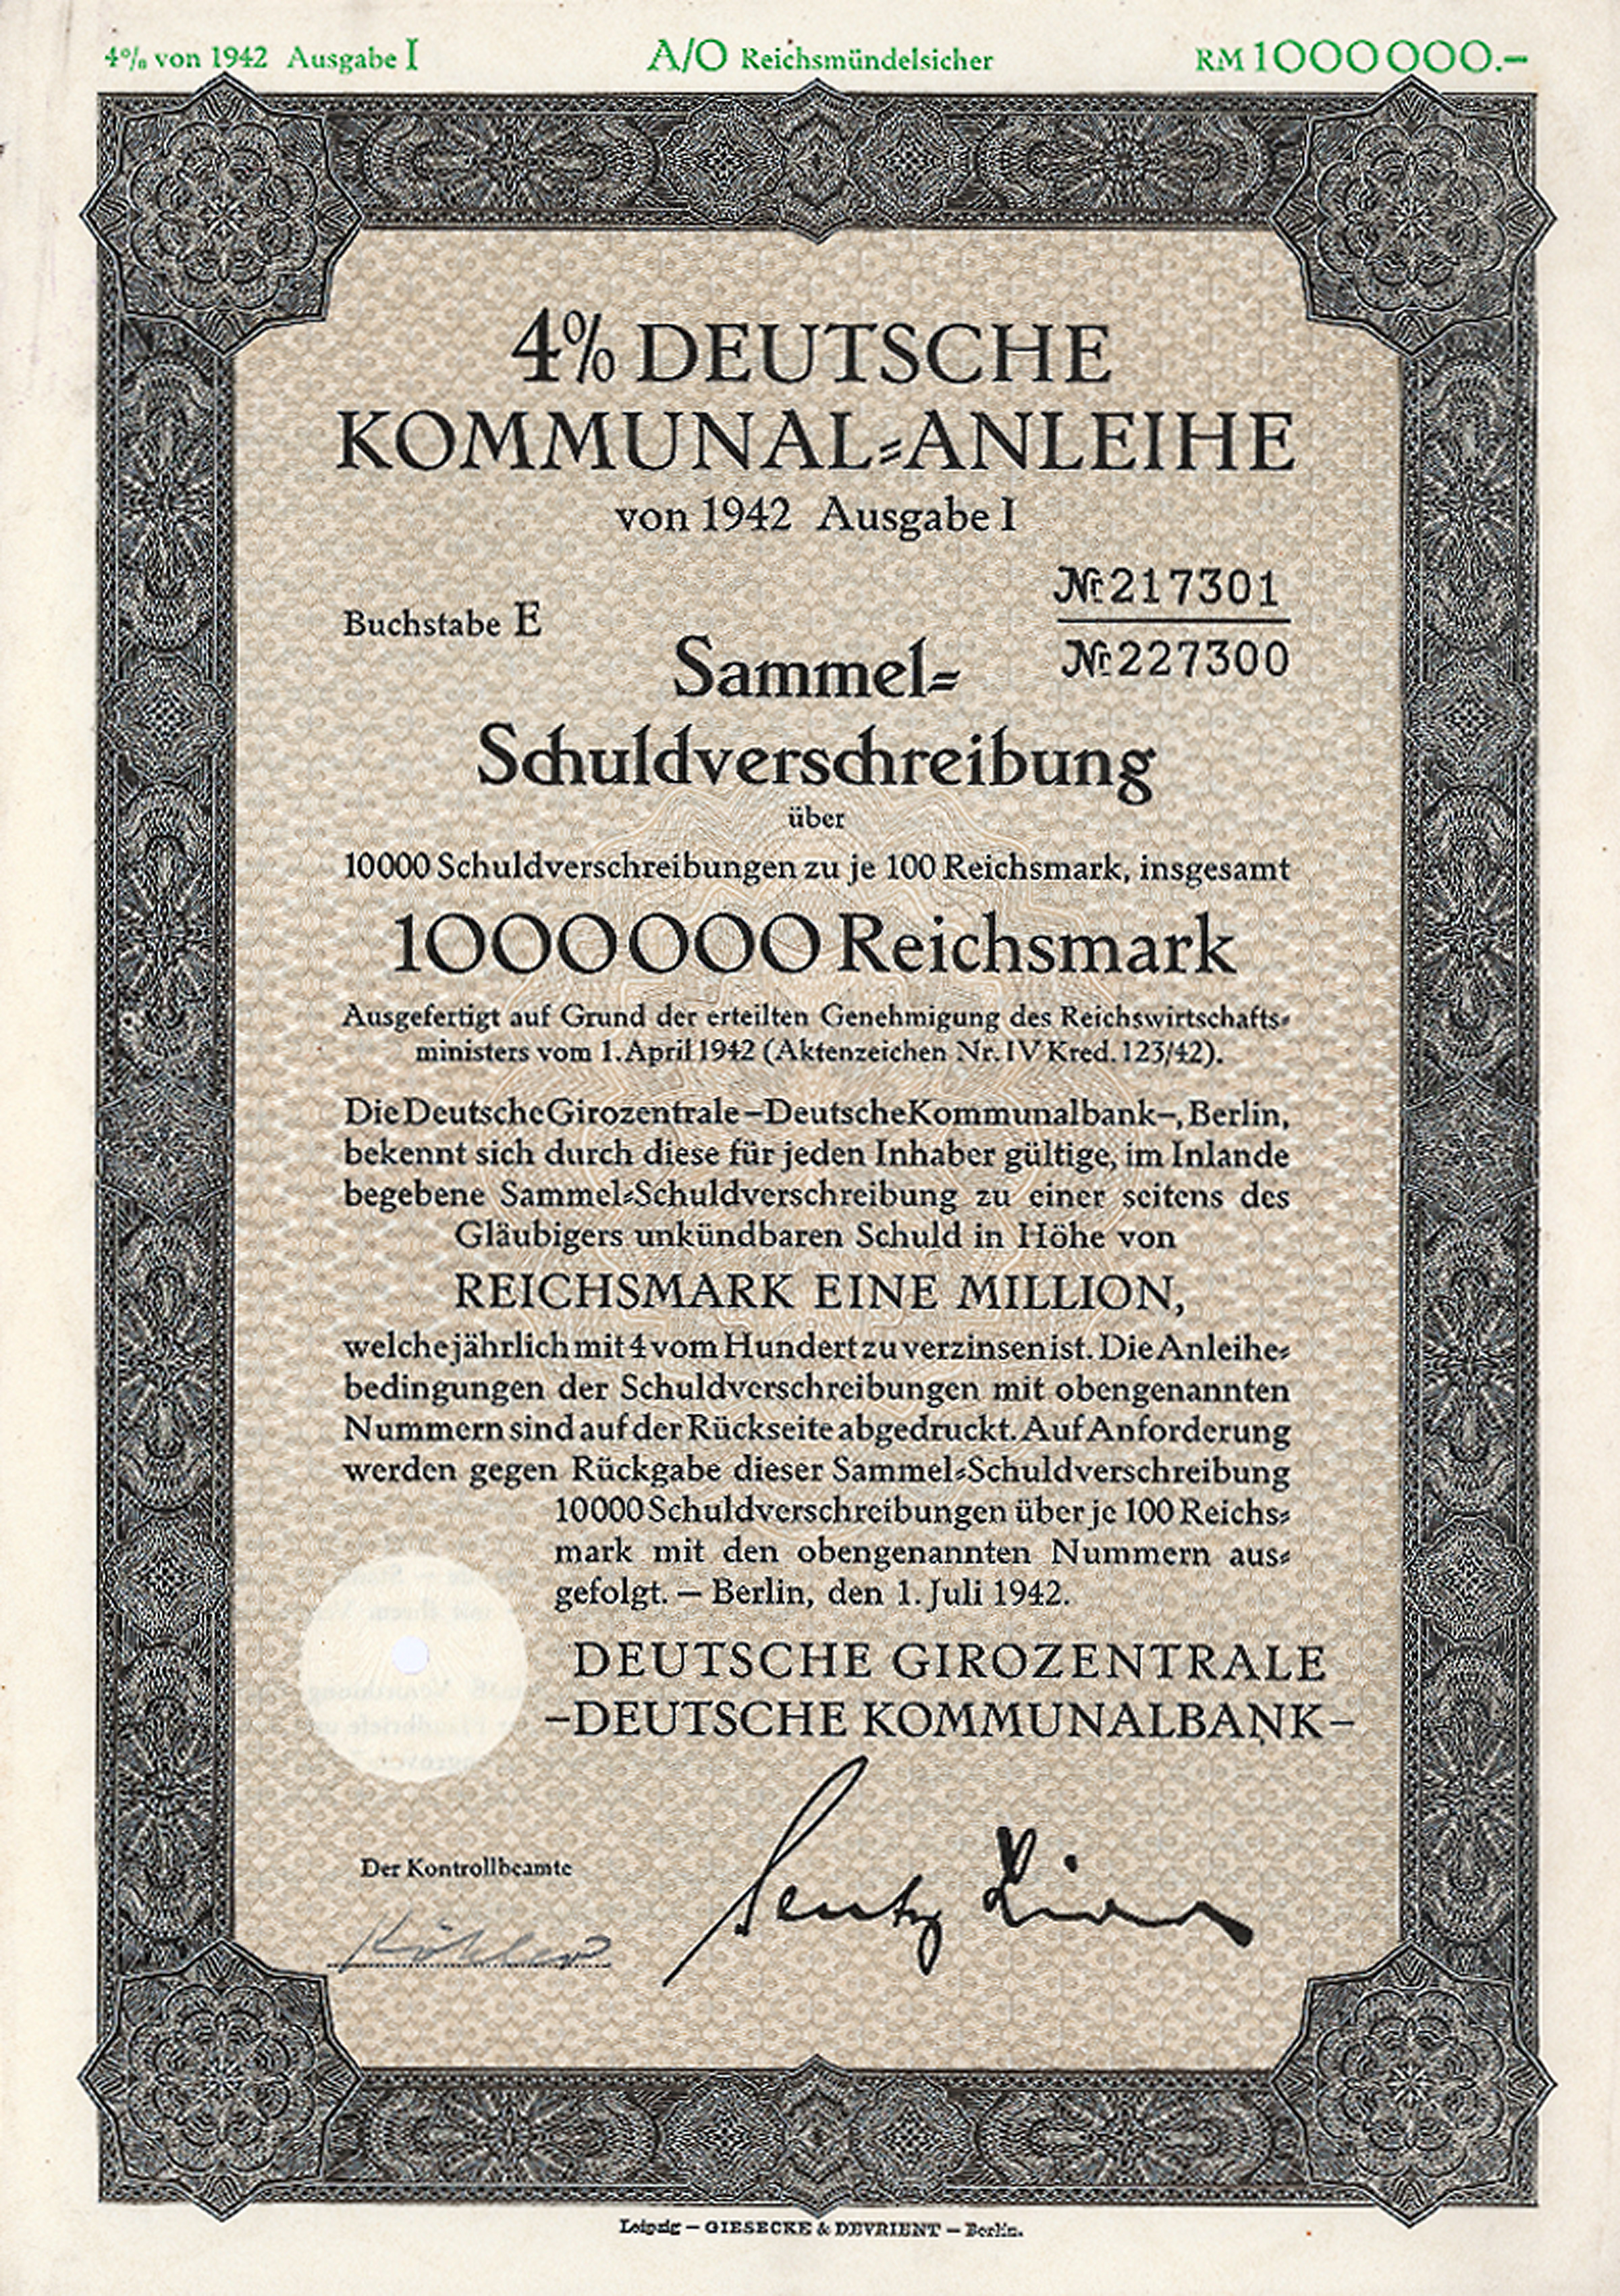 4% von 1942 Ausgabe I A/O Reichsmündelsicher RM 1000000.–
4% DEUTSCHE
KOMMUNAL-ANLEIHE
von 1942 Ausgabe I
Nr 217301
Buchstabe E
Nr 227300
Sammel-
Schuldverschreibung
über
10000 Schuldverschreibungen zu je 100 Reichsmark, insgesamt
1000000 Reichsmark
Ausgefertigt auf Grund der erteilten Genehmigung des Reichswirtschafts-
ministers vom 1. April 1942 (Aktenzeichen Nr. IV Kred. 123/42).
Die Deutsche Girozentrale – Deutsche Kommunalbank –, Berlin,
bekennt sich durch diese für jeden Inhaber gültige, im Inlande
begebene Sammel-Schuldverschreibung zu einer seitens des
Gläubigers unkündbaren Schuld in Höhe von
REICHSMARK EINE MILLION,
welche jährlich mit 4 vom Hundert zu verzinsen ist. Die Anleihe-
bedingungen der Schuldverschreibungen mit obengenannten
Nummern sind auf der Rückseite abgedruckt. Auf Anforderung
werden gegen Rückgabe dieser Sammel-Schuldverschreibung
10000 Schuldverschreibungen über je 100 Reichs-
mark mit den obengenannten Nummern aus-
gefolgt. – Berlin, den 1. Juli 1942.
DEUTSCHE GIROZENTRALE
– DEUTSCHE KOMMUNALBANK –
Der Kontrollbeamte
Köhler
Leipzig – GIESECKE & DEVRIENT – Berlin.